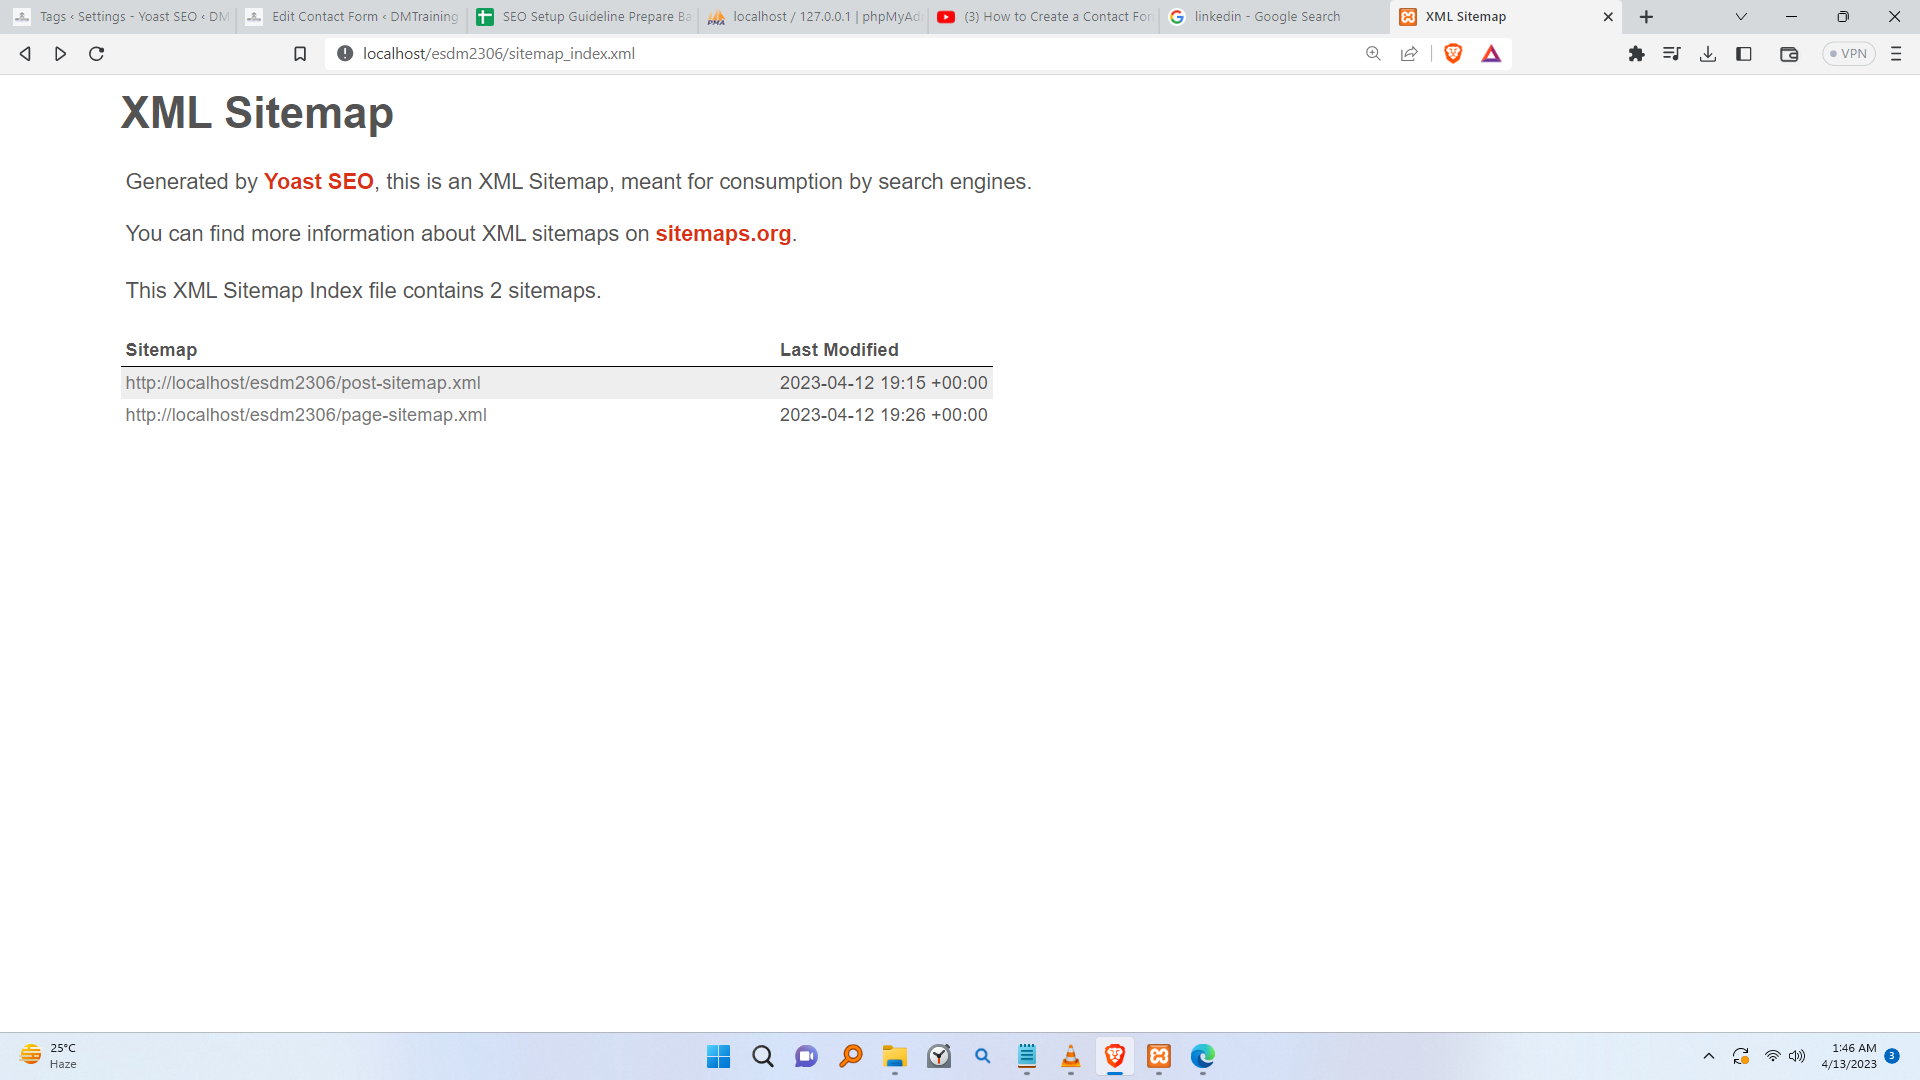 Tags ‹ Settings - Yoast SEO ‹ DM
Edit Contact Form ‹ DMTraining
SEO Setup Guideline Prepare Ba
localhost / 127.0.0.1 | phpMyAd
(3) How to Create a Contact For
linkedin - Google Search
XML Sitemap
localhost/esdm2306/sitemap_index.xml
VPN
XML Sitemap
Generated by Yoast SEO, this is an XML Sitemap, meant for consumption by search engines.
You can find more information about XML sitemaps on sitemaps.org.
This XML Sitemap Index file contains 2 sitemaps.
Sitemap Last Modified
http://localhost/esdm2306/post-sitemap.xml 2023-04-12 19:15 +00:00
http://localhost/esdm2306/page-sitemap.xml 2023-04-12 19:26 +00:00
25°C
Haze
1:46 AM
4/13/2023
3